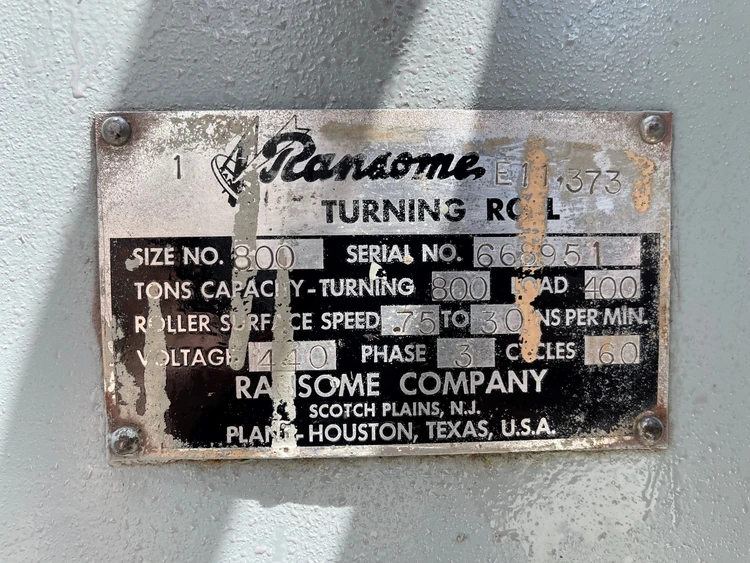 1 Ransome E11,373
TURNING ROLL
SIZE NO. 800 SERIAL NO. 668951
TONS CAPACITY-TURNING 800 LOAD 400
ROLLER SURFACE SPEED .75 TO 30 INS PER MIN.
VOLTAGE 440 PHASE 3 CYCLES 60
RANSOME COMPANY
SCOTCH PLAINS, N.J.
PLANT-HOUSTON, TEXAS, U.S.A.